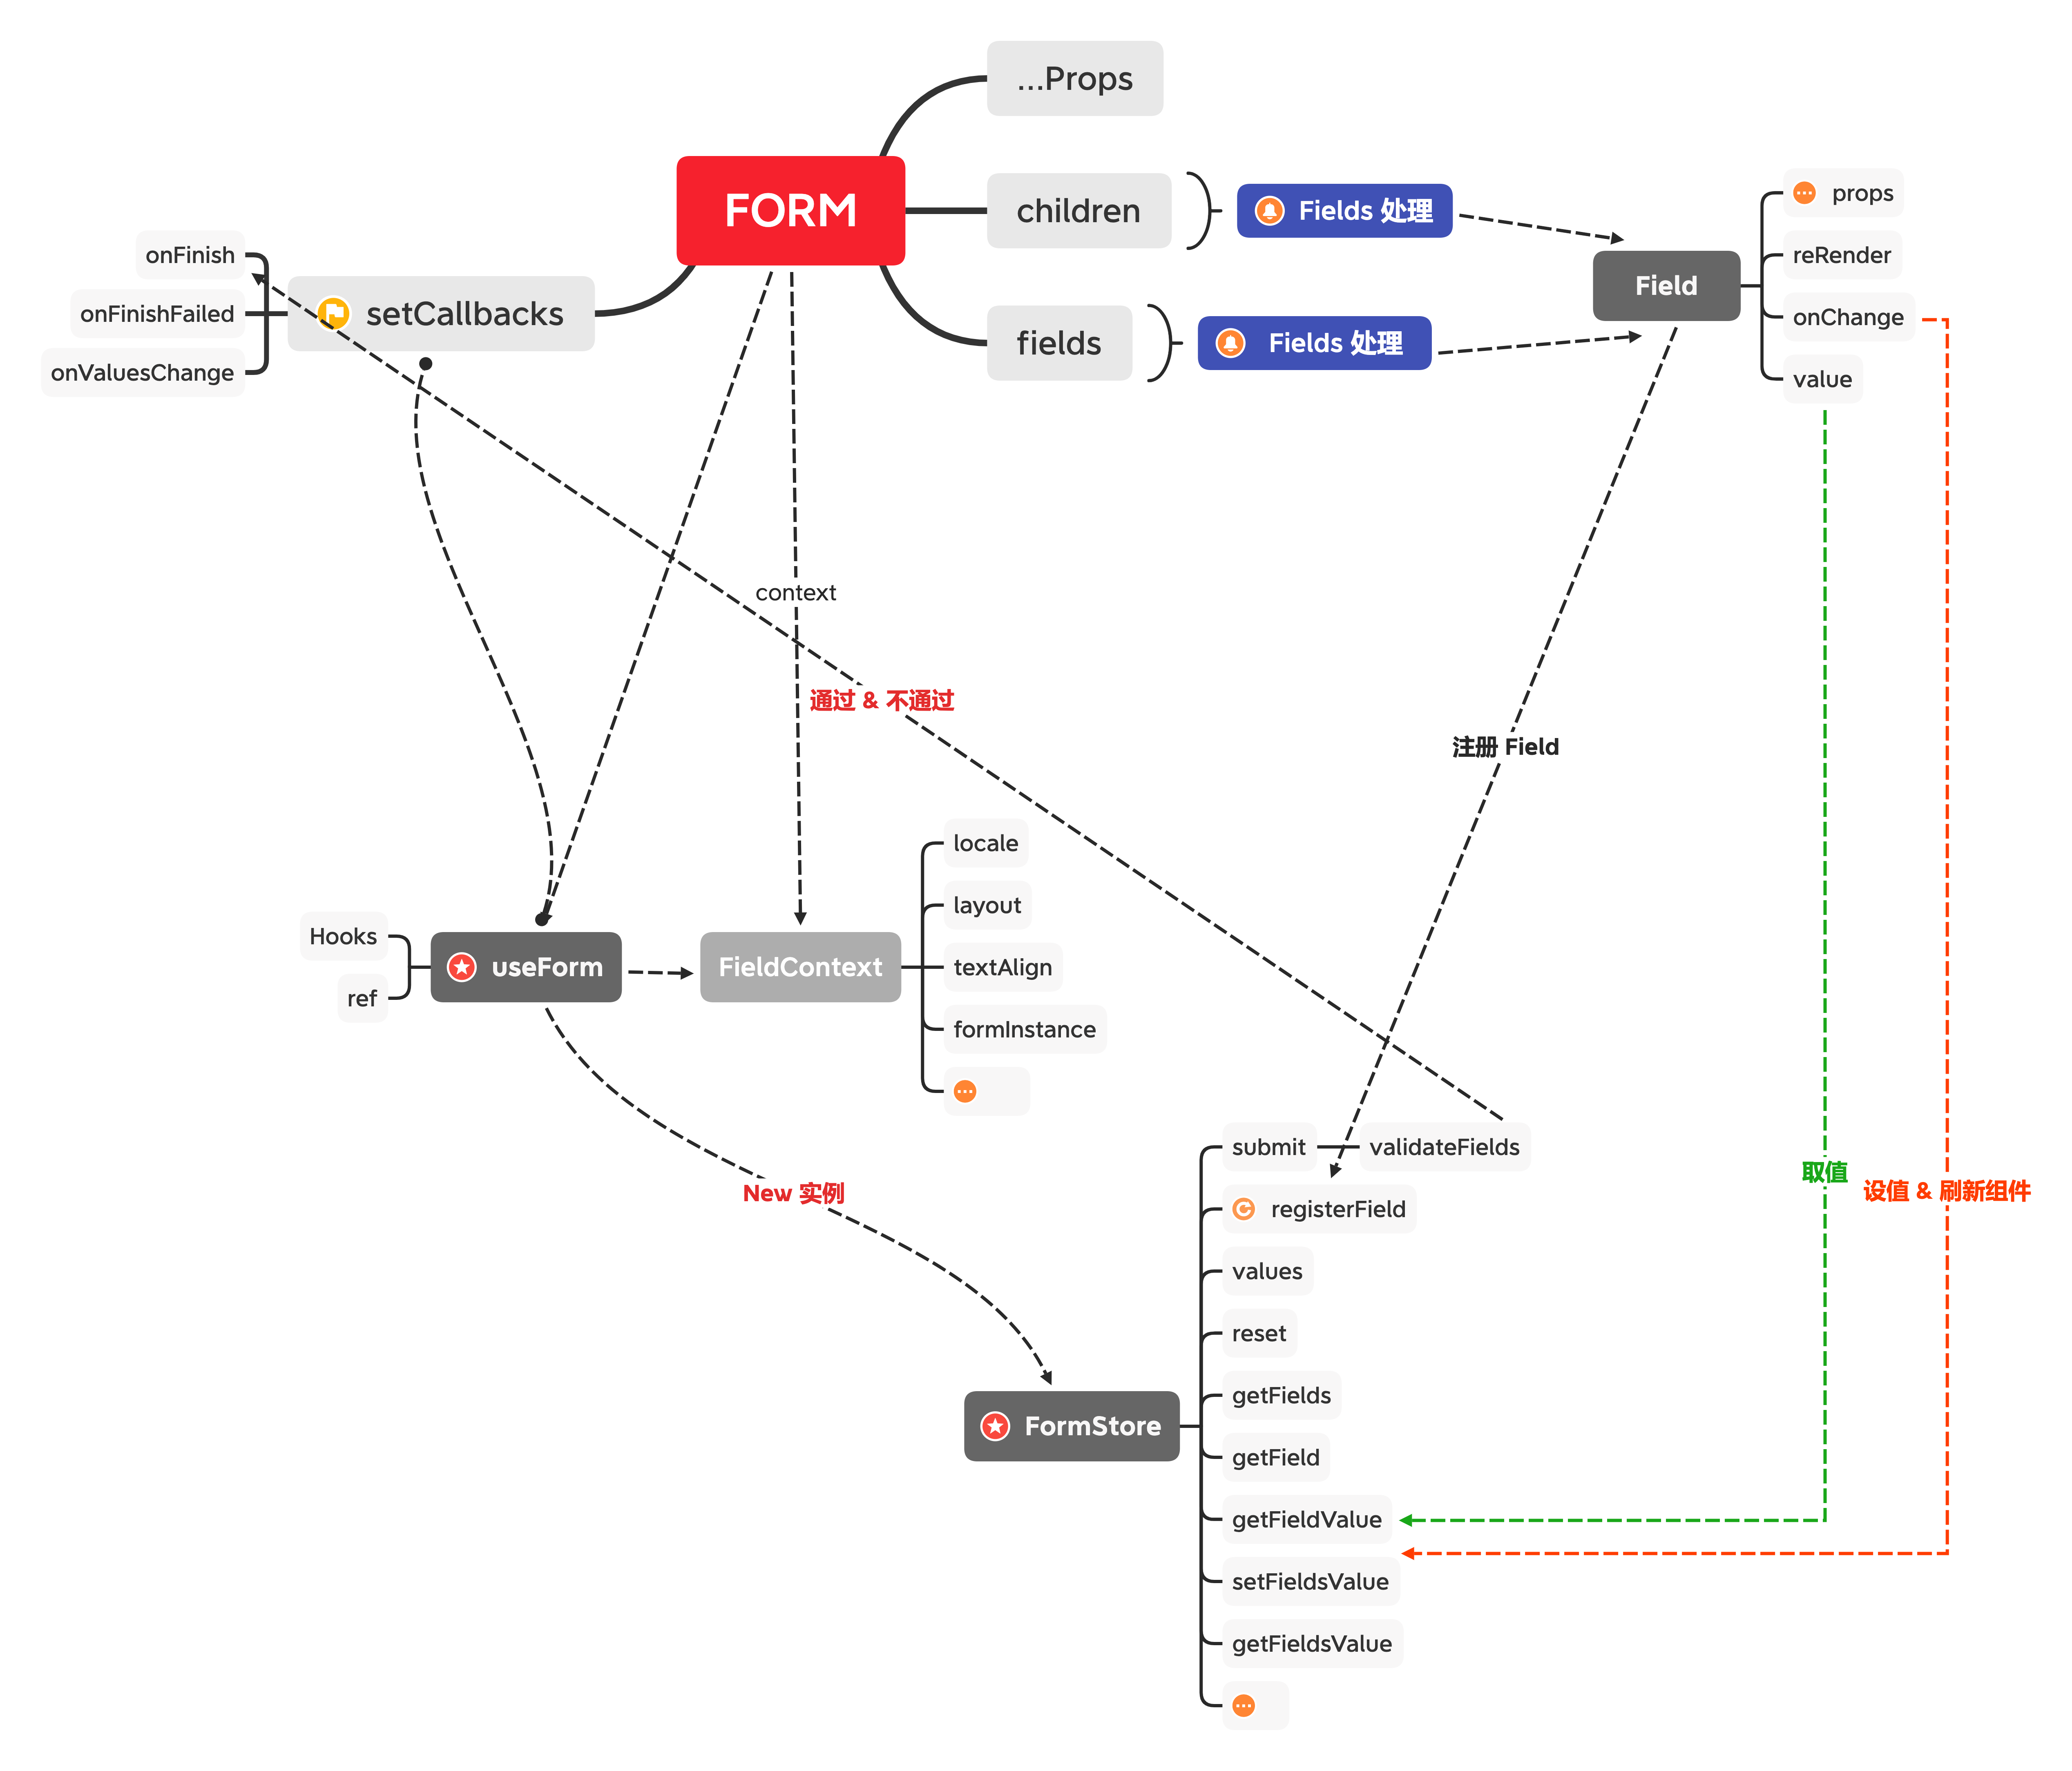 ...Props
FORM
children
Fields 处理
fields
Fields 处理
Field
props
reRender
onChange
value
setCallbacks
onFinish
onFinishFailed
onValuesChange
context
通过 & 不通过
注册 Field
Hooks
ref
useForm
FieldContext
locale
layout
textAlign
formInstance
New 实例
取值
设值 & 刷新组件
FormStore
submit
validateFields
registerField
values
reset
getFields
getField
getFieldValue
setFieldsValue
getFieldsValue